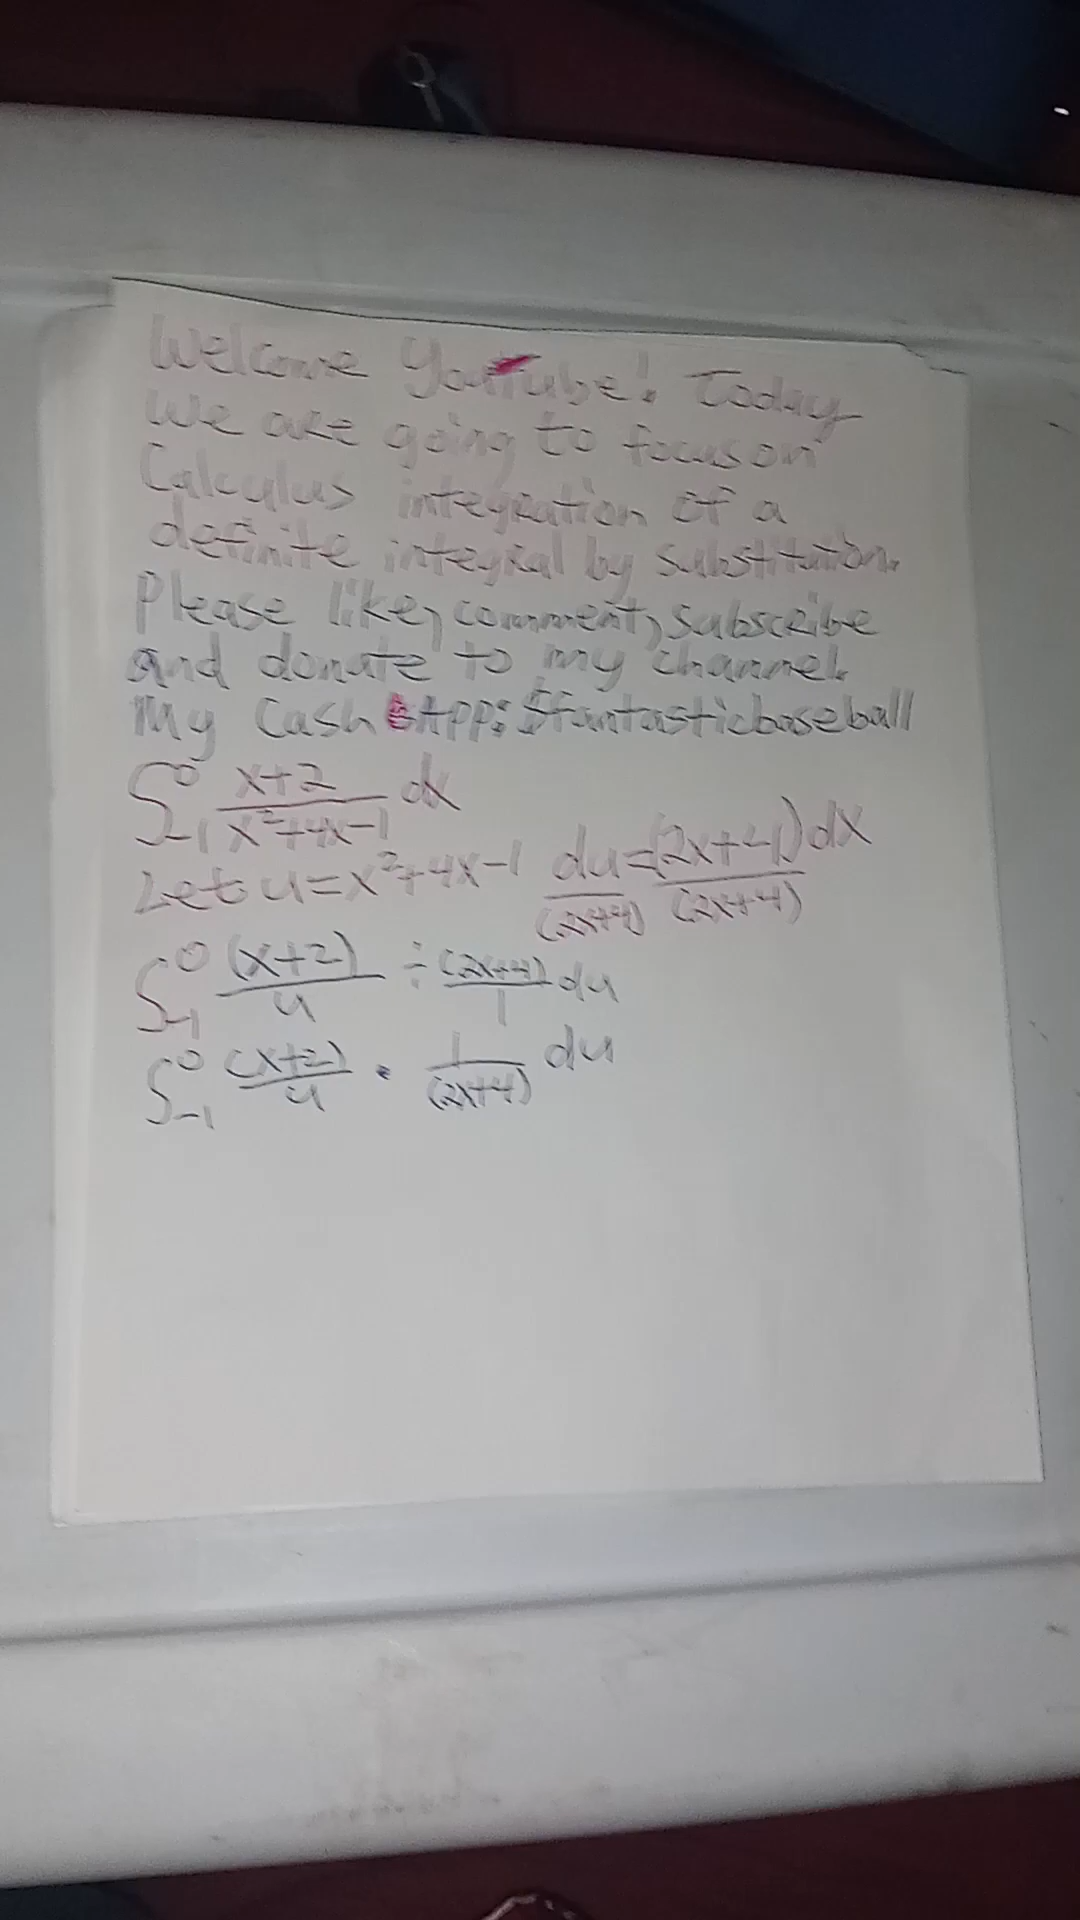 Welcome YouTube! Today
we are going to focus on
Calculus integration of a
definite integral by substitution.
Please like, comment, subscribe
and donate to my channel.
My Cash App: $fantasticbaseball
∫₋₁⁰ (x+2)/(x²+4x-1) dx
Let u=x²+4x-1 du/(2x+4)=(2x+4)dx/(2x+4)
∫₋₁⁰ (x+2)/u ÷ (2x+4)/1 du
∫₋₁⁰ (x+2)/u · 1/(2x+4) du